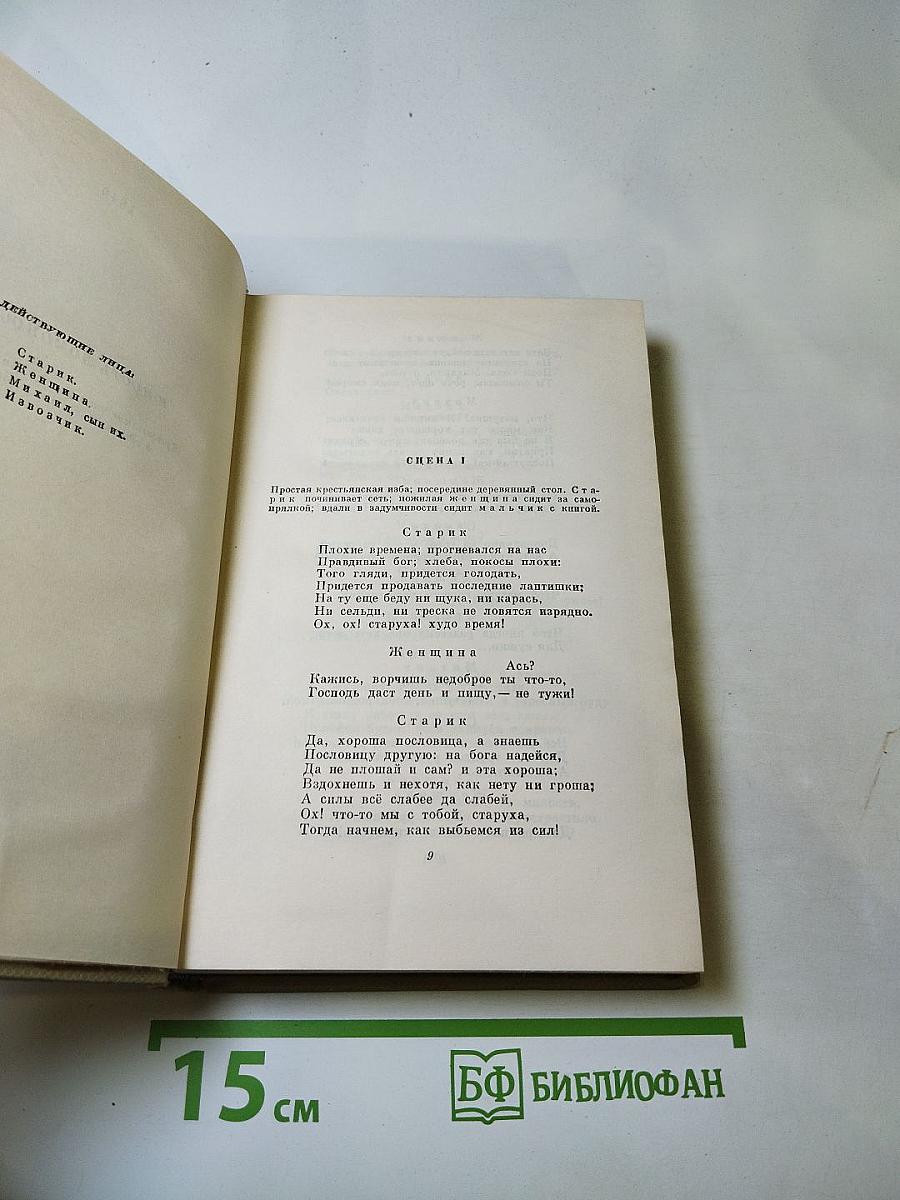 ДЕЙСТВУЮЩИЕ ЛИЦА:
Старик.
Женщина.
Михаил, сын их.
Извозчик.
СЦЕНА I
Простая крестьянская изба; посередине деревянный стол. Ста-
рик починивает сеть; пожилая женщина сидит за само-
прялкой; вдали в задумчивости сидит мальчик с книгой.
Старик
Плохие времена; прогневался на нас
Правдивый бог; хлеба, покосы плохи:
Того гляди, придется голодать,
Придется продавать последние лаптишки;
На ту еще беду ни щука, ни карась,
Ни сельди, ни треска не ловятся изрядно.
Ох, ох! старуха! худо время!
Женщина
Ась?
Кажись, ворчишь недоброе ты что-то,
Господь даст день и пищу,— не тужи!
Старик
Да, хороша пословица, а знаешь
Пословицу другую: на бога надейся,
Да не плошай и сам? и эта хороша;
Вздохнешь и нехотя, как нету ни гроша;
А силы всё слабее да слабей,
Ох! что-то мы с тобой, старуха,
Тогда начнем, как выбьемся из сил!
9
15 см
БФ БИБЛИОФАН